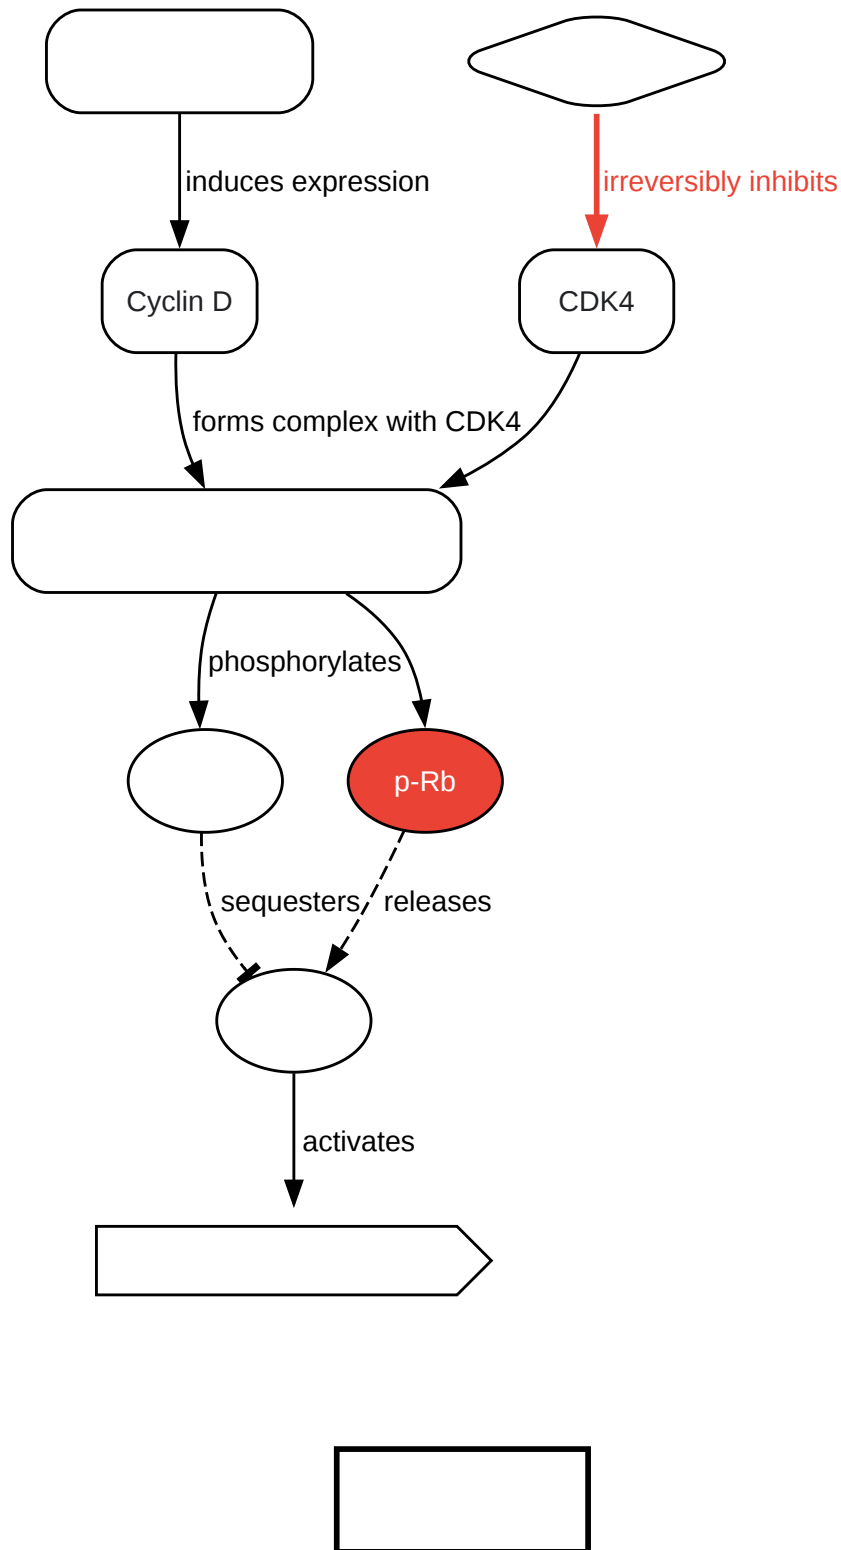 induces expression
irreversibly inhibits
Cyclin D
CDK4
forms complex with CDK4
phosphorylates
p-Rb
sequesters
releases
activates